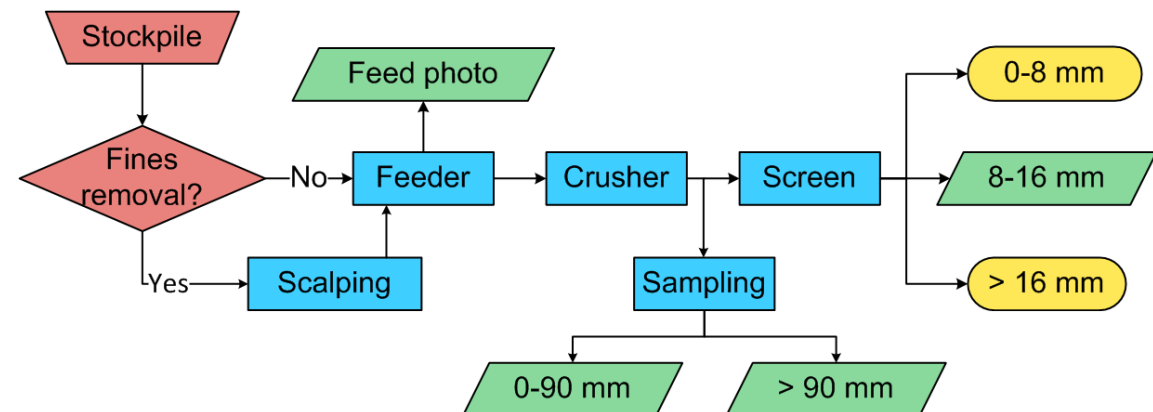 Stockpile
Feed photo
0-8 mm
Fines
removal?
No
Feeder
Crusher
Screen
8-16 mm
Yes
Scalping
Sampling
> 16 mm
0-90 mm
> 90 mm